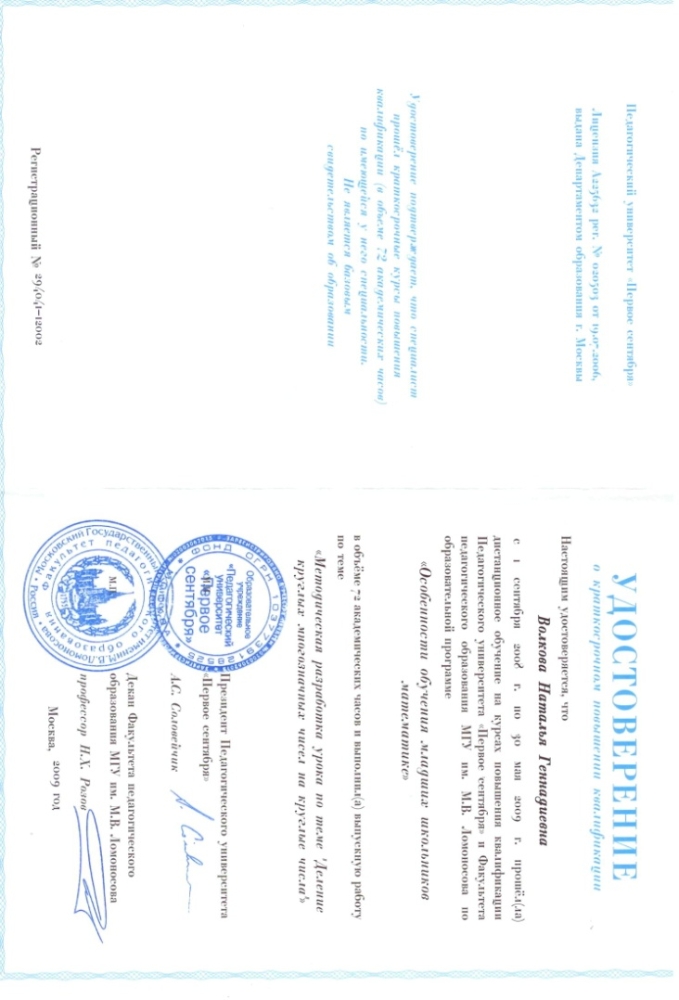 Педагогический университет «Первое сентября»
Лицензия А225632 рег. № 020303 от 19.07.2006,
выдана Департаментом образования г. Москвы
Удостоверение подтверждает, что специалист
прошёл краткосрочные курсы повышения
квалификации (в объеме 72 академических часов)
по имеющейся у него специальности.
Не является базовым
свидетельством об образовании
Регистрационный № 294041-12002
УДОСТОВЕРЕНИЕ
о краткосрочном повышении квалификации
Настоящим удостоверяется, что
Волкова Наталья Геннадиевна
с 1 сентября 2008 г. по 30 мая 2009 г. прошёл(ла)
дистанционное обучение на курсах повышения квалификации
Педагогического университета «Первое сентября» и Факультета
педагогического образования МГУ им. М.В. Ломоносова по
образовательной программе
«Особенности обучения младших школьников
математике»
в объёме 72 академических часов и выполнил(а) выпускную работу
по теме
«Методическая разработка урока по теме 'Деление
круглых многозначных чисел на круглые числа'»
Президент Педагогического университета
«Первое сентября»
А.С. Соловейчик
Декан Факультета педагогического
образования МГУ им. М.В. Ломоносова
профессор Н.Х. Розов
Москва, 2009 год
М.П.
Образовательное
учреждение
«Педагогический
университет
«Первое
сентября»
ФОНД ОГРН 1037739128525
МОСКВА
Московский Государственный Университет им. М.В. Ломоносова • Россия •
Факультет педагогического образования